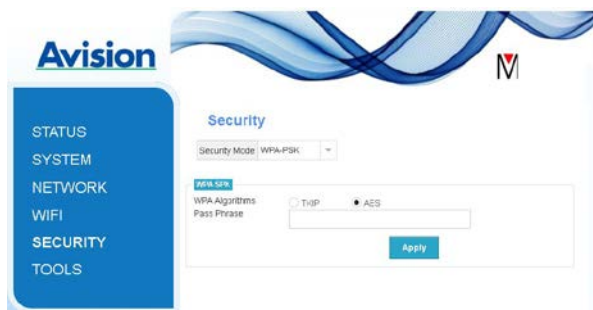 Avision
M
STATUS
SYSTEM
NETWORK
WIFI
SECURITY
TOOLS
Security
Security Mode WPA-PSK
WPA-SPK
WPA Algorithms TKIP AES
Pass Phrase
Apply